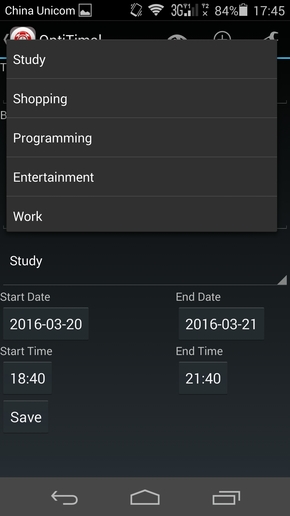 China Unicom 3G 84% 17:45
OptiTime!
T
Study
Shopping
B
Programming
Entertainment
Work
Study
Start Date End Date
2016-03-20 2016-03-21
Start Time End Time
18:40 21:40
Save